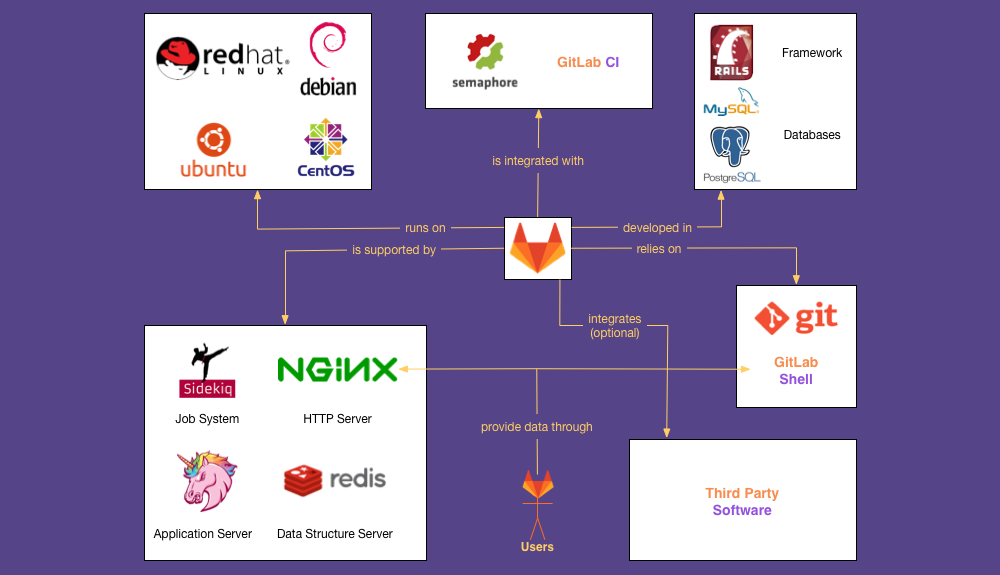 redhat.
LINUX
debian
ubuntu
CentOS
semaphore
GitLab CI
RAILS
Framework
MySQL
Databases
PostgreSQL
is integrated with
runs on
developed in
is supported by
relies on
integrates
(optional)
git
GitLab
Shell
Sidekiq
Job System
NGiNX
HTTP Server
provide data through
redis
Application Server
Data Structure Server
Users
Third Party
Software